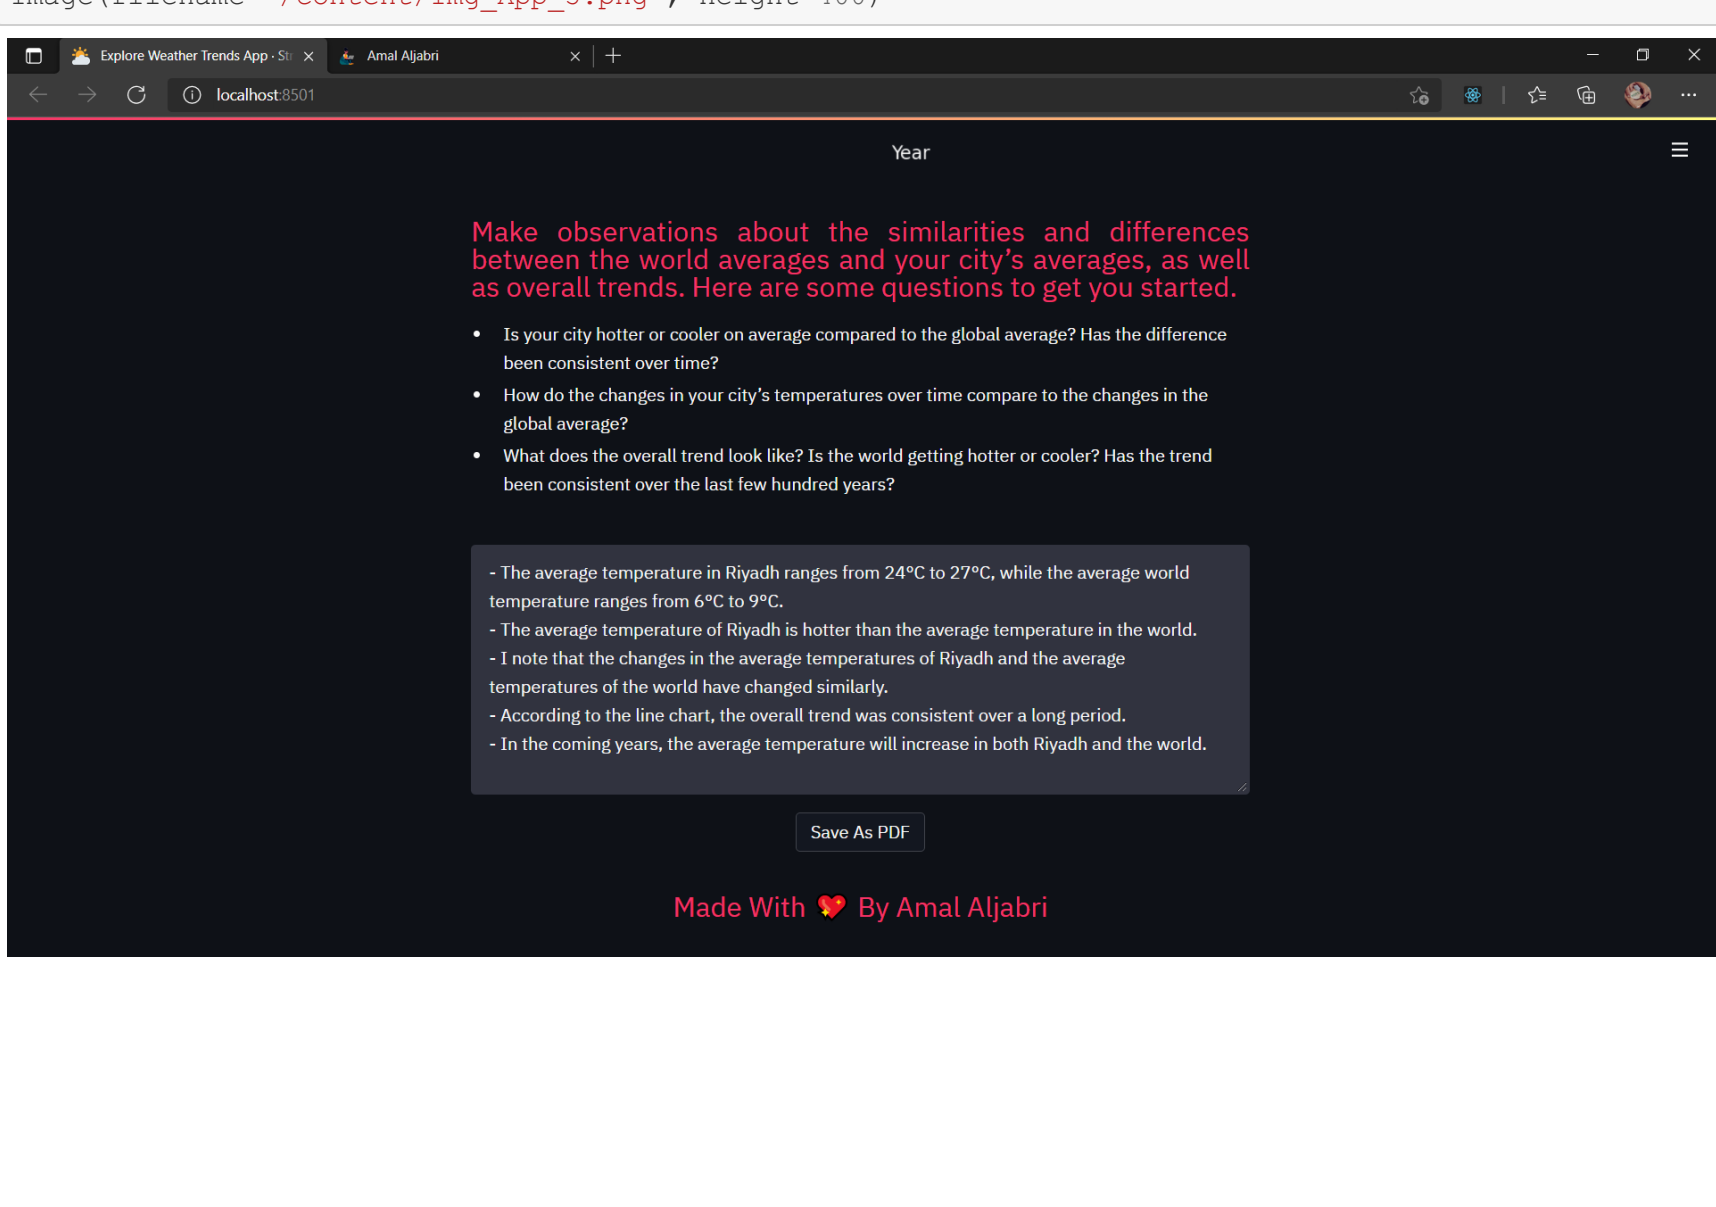 Explore Weather Trends App · Str
Amal Aljabri
localhost:8501
Year
Make observations about the similarities and differences
between the world averages and your city’s averages, as well
as overall trends. Here are some questions to get you started.
• Is your city hotter or cooler on average compared to the global average? Has the difference
been consistent over time?
• How do the changes in your city’s temperatures over time compare to the changes in the
global average?
• What does the overall trend look like? Is the world getting hotter or cooler? Has the trend
been consistent over the last few hundred years?
- The average temperature in Riyadh ranges from 24°C to 27°C, while the average world
temperature ranges from 6°C to 9°C.
- The average temperature of Riyadh is hotter than the average temperature in the world.
- I note that the changes in the average temperatures of Riyadh and the average
temperatures of the world have changed similarly.
- According to the line chart, the overall trend was consistent over a long period.
- In the coming years, the average temperature will increase in both Riyadh and the world.
Save As PDF
Made With 💖 By Amal Aljabri